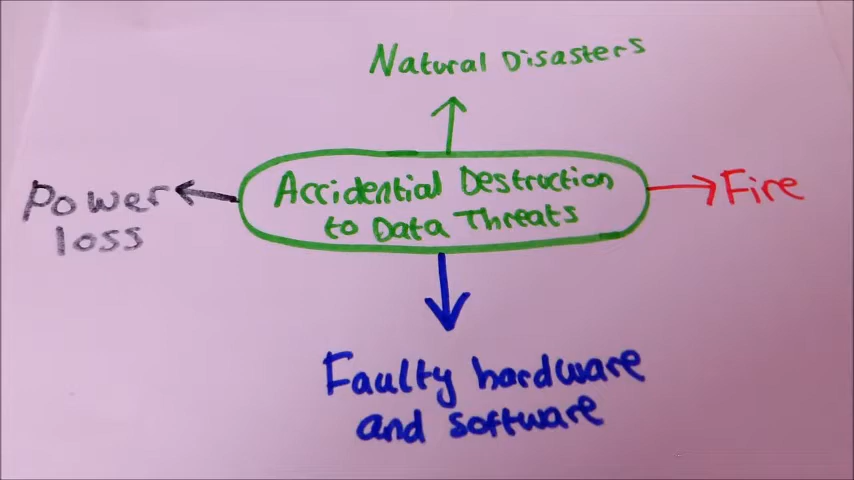 Natural Disasters
Accidential Destruction
to Data Threats
Power
loss
Fire
Faulty hardware
and software